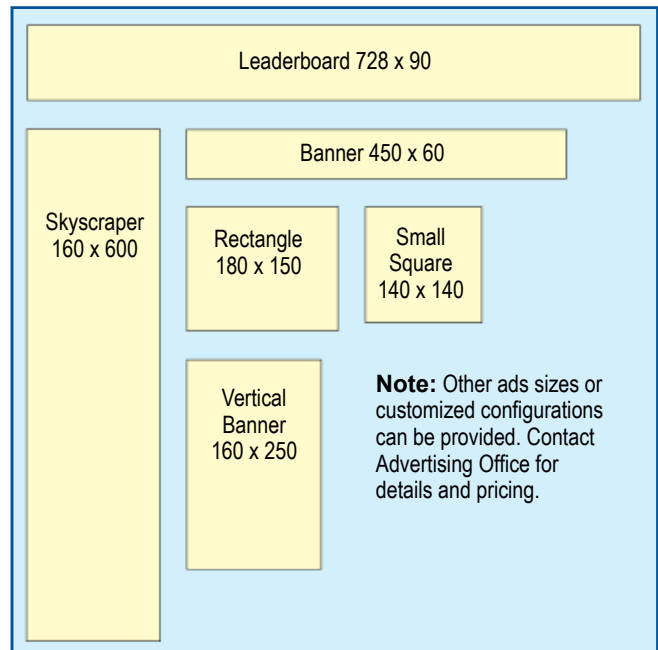 Leaderboard 728 x 90
Banner 450 x 60
Skyscraper
160 x 600
Rectangle
180 x 150
Small
Square
140 x 140
Vertical
Banner
160 x 250
Note: Other ads sizes or
customized configurations
can be provided. Contact
Advertising Office for
details and pricing.